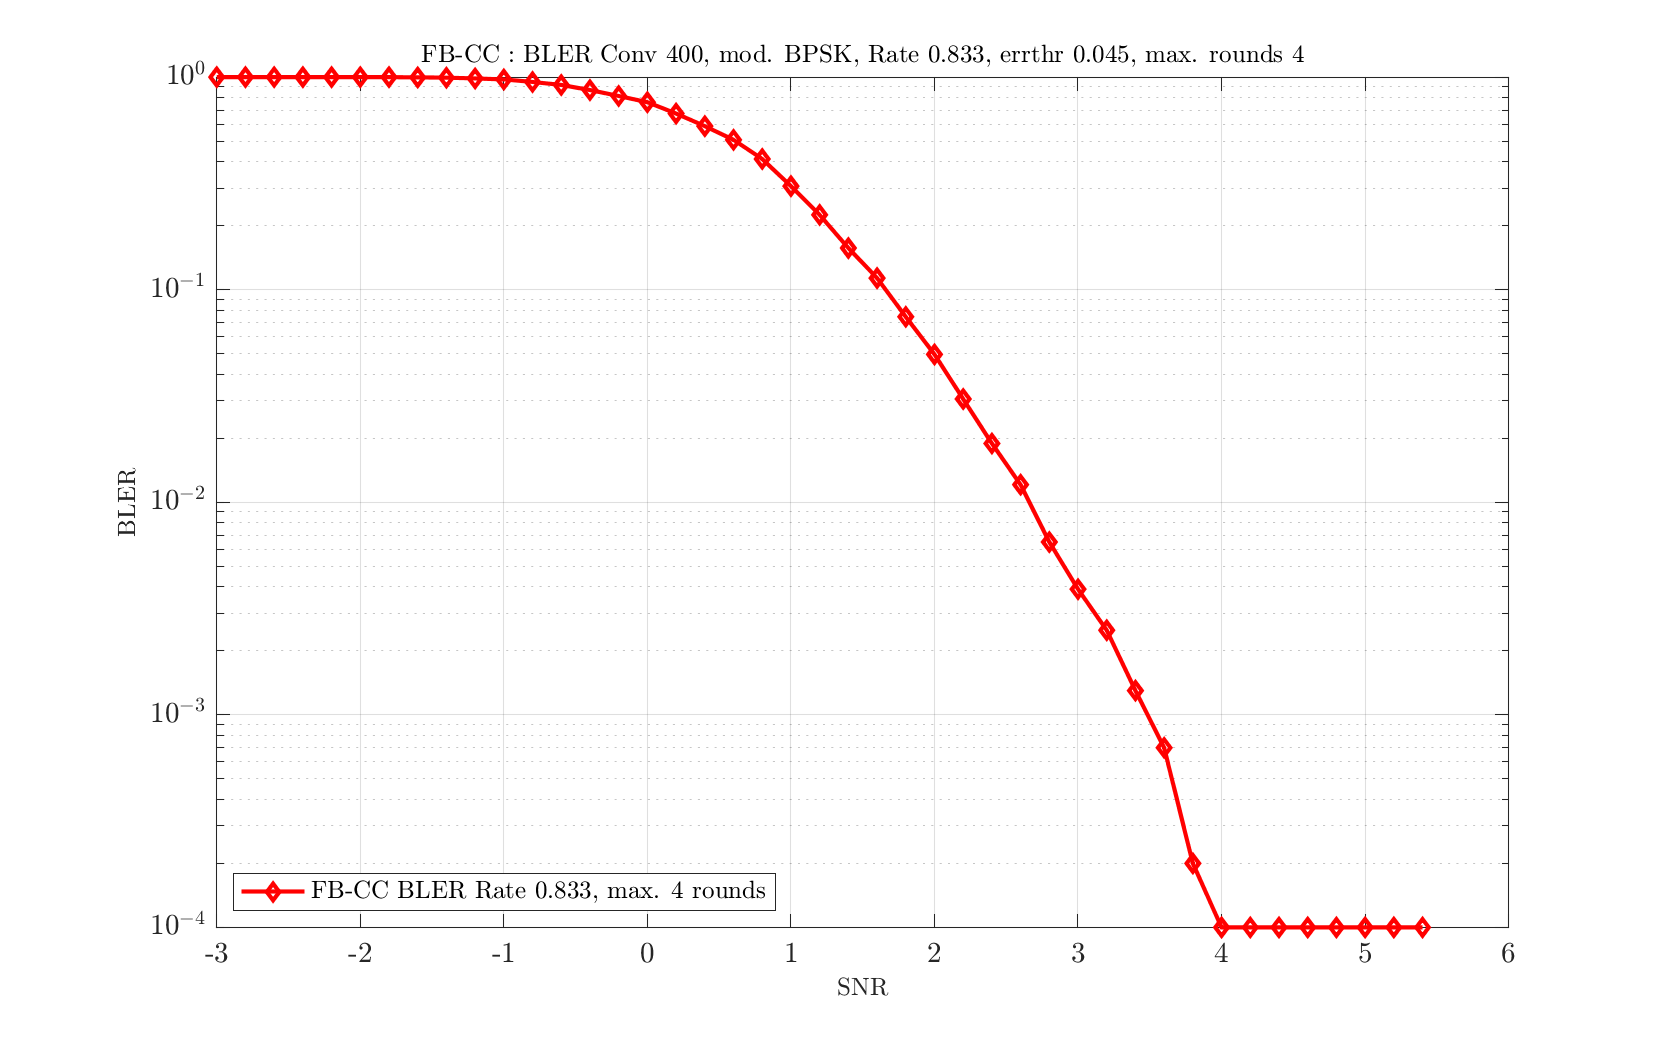 FB-CC : BLER Conv 400, mod. BPSK, Rate 0.833, errthr 0.045, max. rounds 4
10^0
10^-1
10^-2
10^-3
10^-4
BLER
FB-CC BLER Rate 0.833, max. 4 rounds
-3 -2 -1 0 1 2 3 4 5 6
SNR